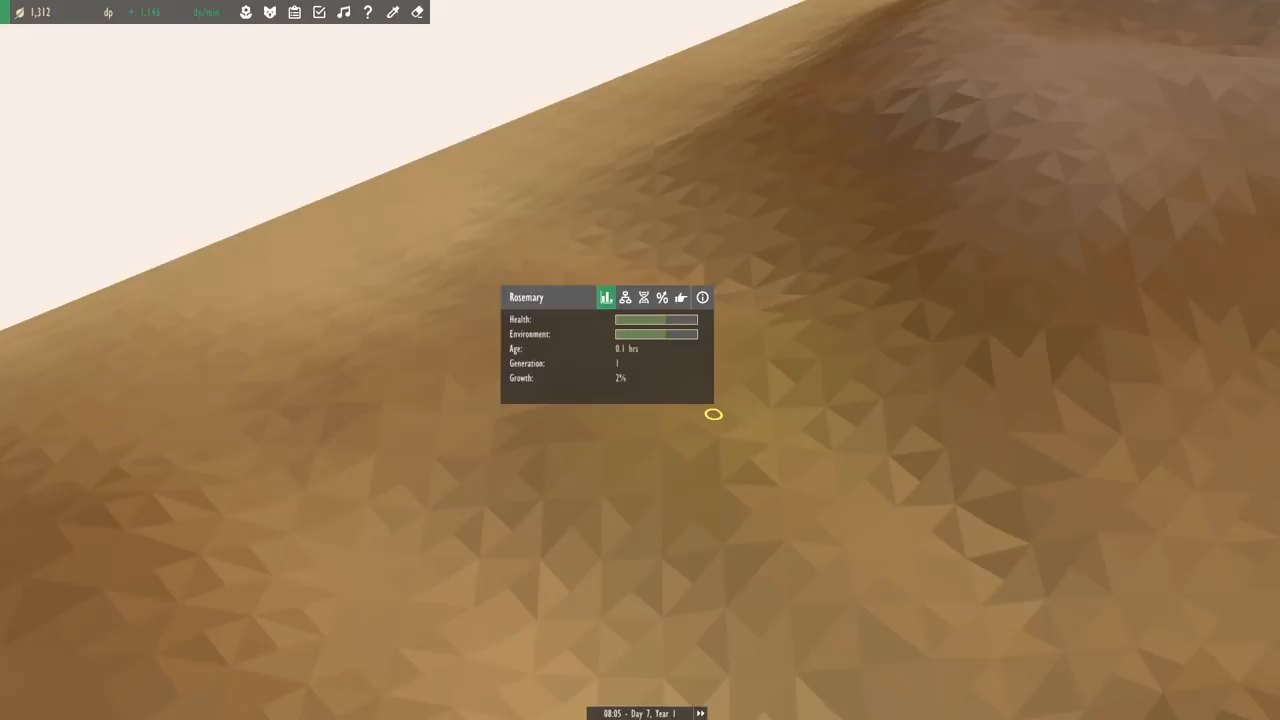 1,312 dp + 1.146 dp/min
Rosemary
Health:
Environment:
Age: 0.1 hrs
Generation: 1
Growth: 2%
08:05 - Day 7, Year 1